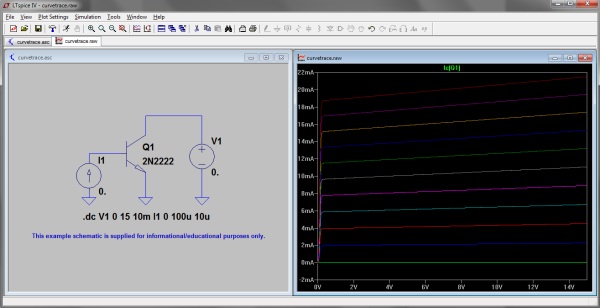 LTspice IV - curvetrace.raw
File View Plot Settings Simulation Tools Window Help
curvetrace.asc curvetrace.raw
curvetrace.asc
Q1
2N2222
I1
0.
V1
0.
.dc V1 0 15 10m I1 0 100u 10u
This example schematic is supplied for informational/educational purposes only.
curvetrace.raw
Ic(Q1)
22mA
20mA
18mA
16mA
14mA
12mA
10mA
8mA
6mA
4mA
2mA
0mA
-2mA
0V 2V 4V 6V 8V 10V 12V 14V